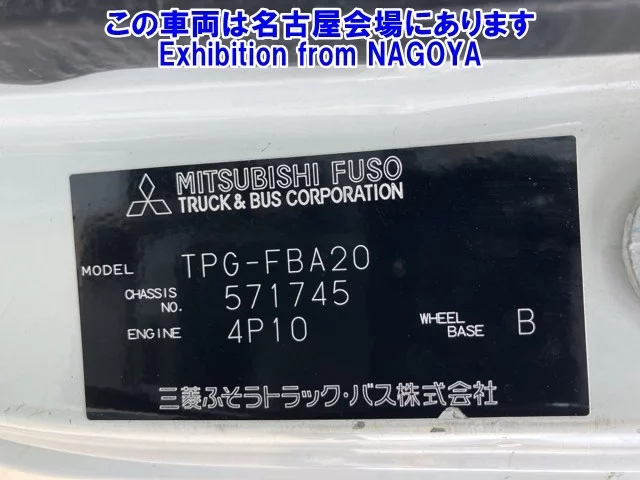 この車両は名古屋会場にあります
Exhibition from NAGOYA
MITSUBISHI FUSO
TRUCK & BUS CORPORATION
MODEL TPG-FBA20
CHASSIS NO. 571745
ENGINE 4P10 WHEEL BASE B
三菱ふそうトラック・バス株式会社